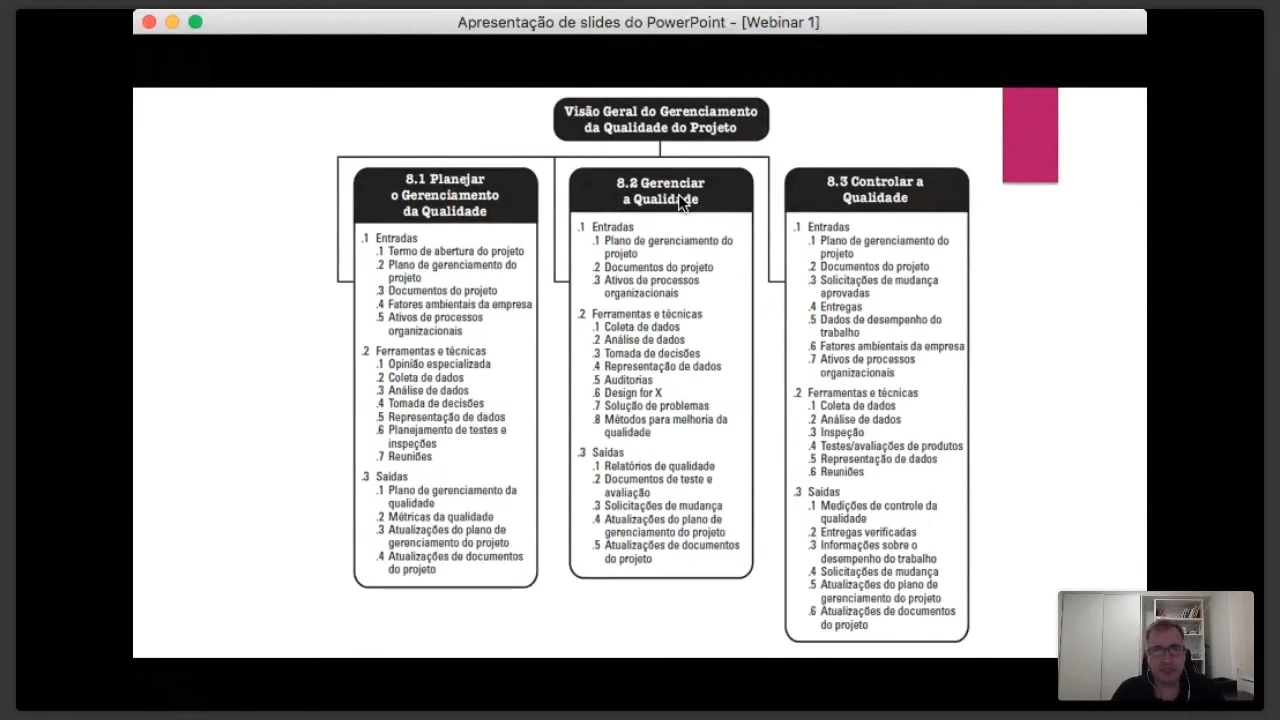 Apresentação de slides do PowerPoint - [Webinar 1]
Visão Geral do Gerenciamento
da Qualidade do Projeto
8.1 Planejar
o Gerenciamento
da Qualidade
.1 Entradas
.1 Termo de abertura do projeto
.2 Plano de gerenciamento do
projeto
.3 Documentos do projeto
.4 Fatores ambientais da empresa
.5 Ativos de processos
organizacionais
.2 Ferramentas e técnicas
.1 Opinião especializada
.2 Coleta de dados
.3 Análise de dados
.4 Tomada de decisões
.5 Representação de dados
.6 Planejamento de testes e
inspeções
.7 Reuniões
.3 Saídas
.1 Plano de gerenciamento da
qualidade
.2 Métricas da qualidade
.3 Atualizações do plano de
gerenciamento do projeto
.4 Atualizações de documentos
do projeto
8.2 Gerenciar
a Qualidade
.1 Entradas
.1 Plano de gerenciamento do
projeto
.2 Documentos do projeto
.3 Ativos de processos
organizacionais
.2 Ferramentas e técnicas
.1 Coleta de dados
.2 Análise de dados
.3 Tomada de decisões
.4 Representação de dados
.5 Auditorias
.6 Design for X
.7 Solução de problemas
.8 Métodos para melhoria da
qualidade
.3 Saídas
.1 Relatórios de qualidade
.2 Documentos de teste e
avaliação
.3 Solicitações de mudança
.4 Atualizações do plano de
gerenciamento do projeto
.5 Atualizações de documentos
do projeto
8.3 Controlar a
Qualidade
.1 Entradas
.1 Plano de gerenciamento do
projeto
.2 Documentos do projeto
.3 Solicitações de mudança
aprovadas
.4 Entregas
.5 Dados de desempenho do
trabalho
.6 Fatores ambientais da empresa
.7 Ativos de processos
organizacionais
.2 Ferramentas e técnicas
.1 Coleta de dados
.2 Análise de dados
.3 Inspeção
.4 Testes/avaliações de produtos
.5 Representação de dados
.6 Reuniões
.3 Saídas
.1 Medições de controle da
qualidade
.2 Entregas verificadas
.3 Informações sobre o
desempenho do trabalho
.4 Solicitações de mudança
.5 Atualizações do plano de
gerenciamento do projeto
.6 Atualizações de documentos
do projeto